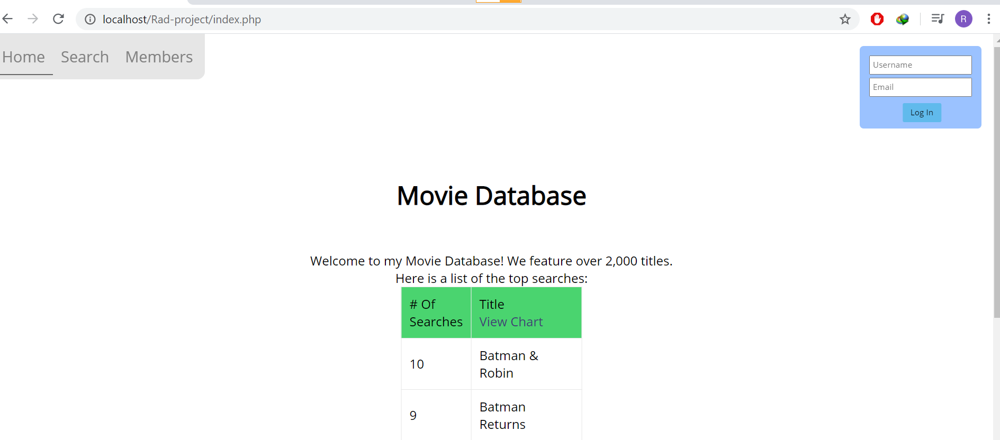 localhost/Rad-project/index.php
R
Home Search Members
Username
Email
Log In
Movie Database
Welcome to my Movie Database! We feature over 2,000 titles.
Here is a list of the top searches:
# Of
Searches
Title
View Chart
10
Batman &
Robin
9
Batman
Returns